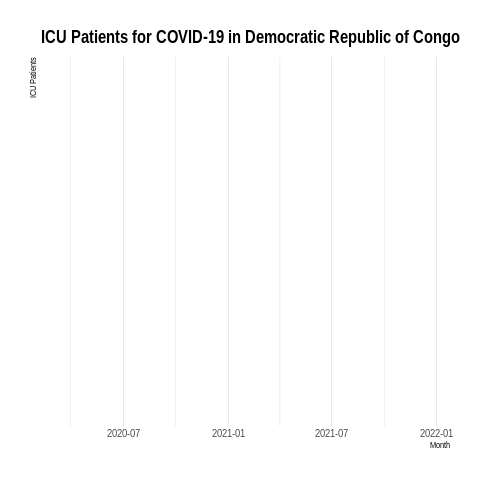 ICU Patients for COVID-19 in Democratic Republic of Congo
ICU Patients
2020-07
2021-01
2021-07
2022-01
Month